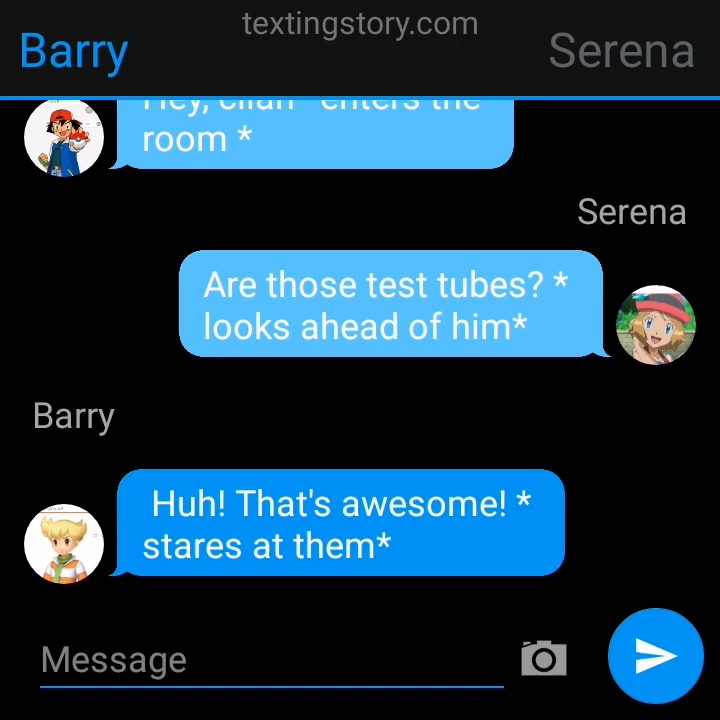 textingstory.com
Barry
Serena
Hey, cilan * enters the
room *
Serena
Are those test tubes? *
looks ahead of him*
Barry
Huh! That's awesome! *
stares at them*
Message